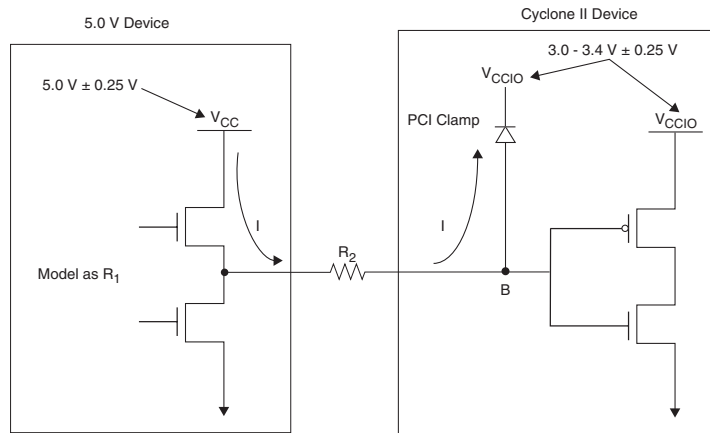 5.0 V Device
Cyclone II Device
5.0 V ± 0.25 V
3.0 - 3.4 V ± 0.25 V
VCCIO
VCC
PCI Clamp
VCCIO
I
I
Model as R1
R2
B